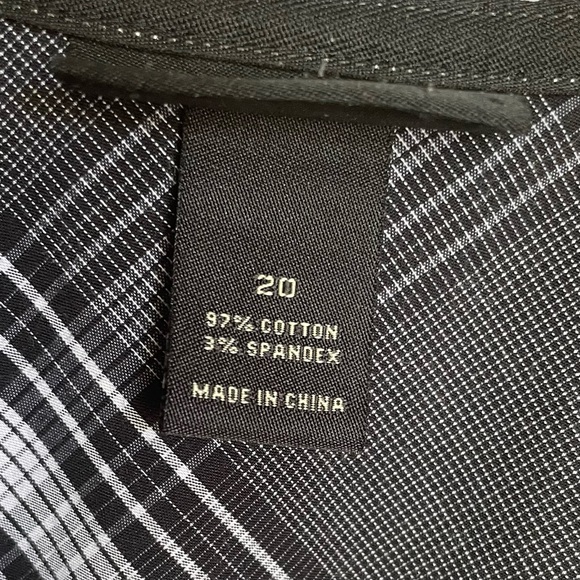 20
97% COTTON
3% SPANDEX
MADE IN CHINA